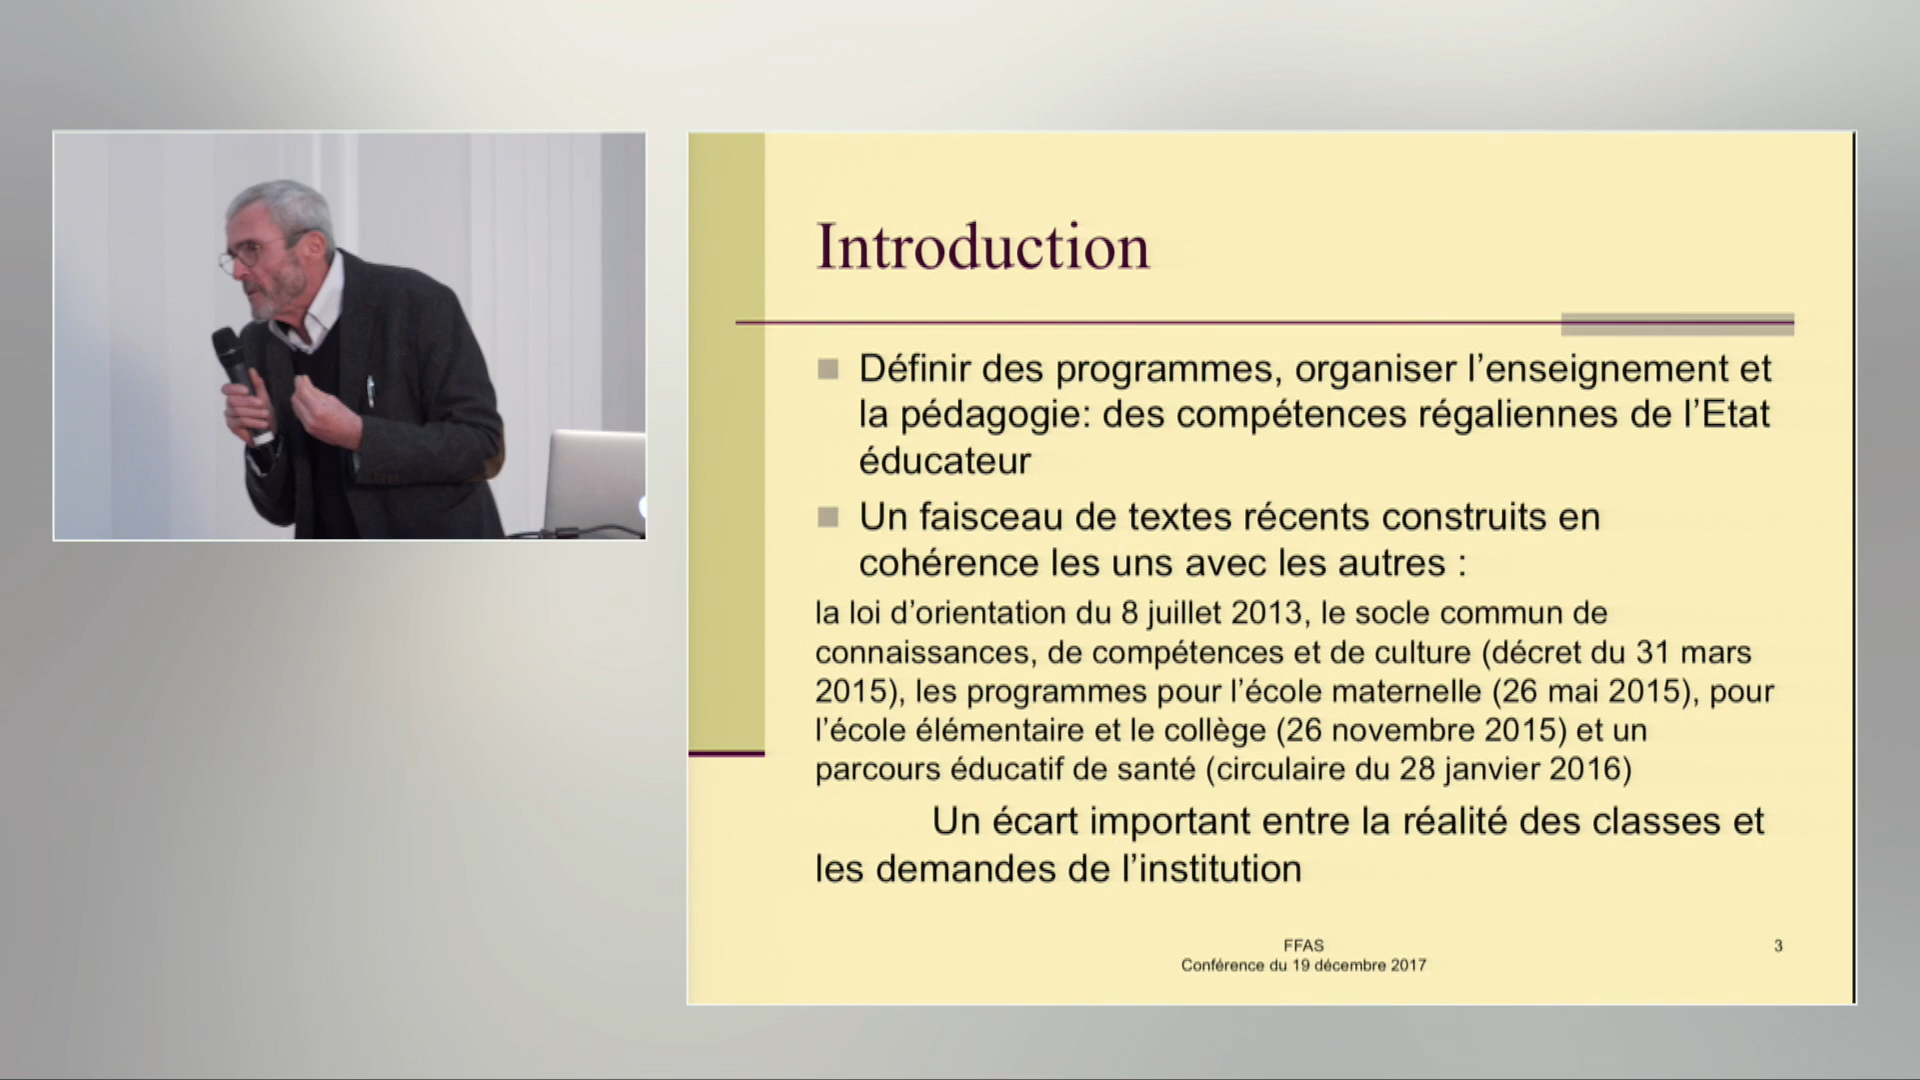 Introduction
Définir des programmes, organiser l’enseignement et
la pédagogie: des compétences régaliennes de l’Etat
éducateur
Un faisceau de textes récents construits en
cohérence les uns avec les autres :
la loi d’orientation du 8 juillet 2013, le socle commun de
connaissances, de compétences et de culture (décret du 31 mars
2015), les programmes pour l’école maternelle (26 mai 2015), pour
l’école élémentaire et le collège (26 novembre 2015) et un
parcours éducatif de santé (circulaire du 28 janvier 2016)
Un écart important entre la réalité des classes et
les demandes de l’institution
FFAS
Conférence du 19 décembre 2017
3